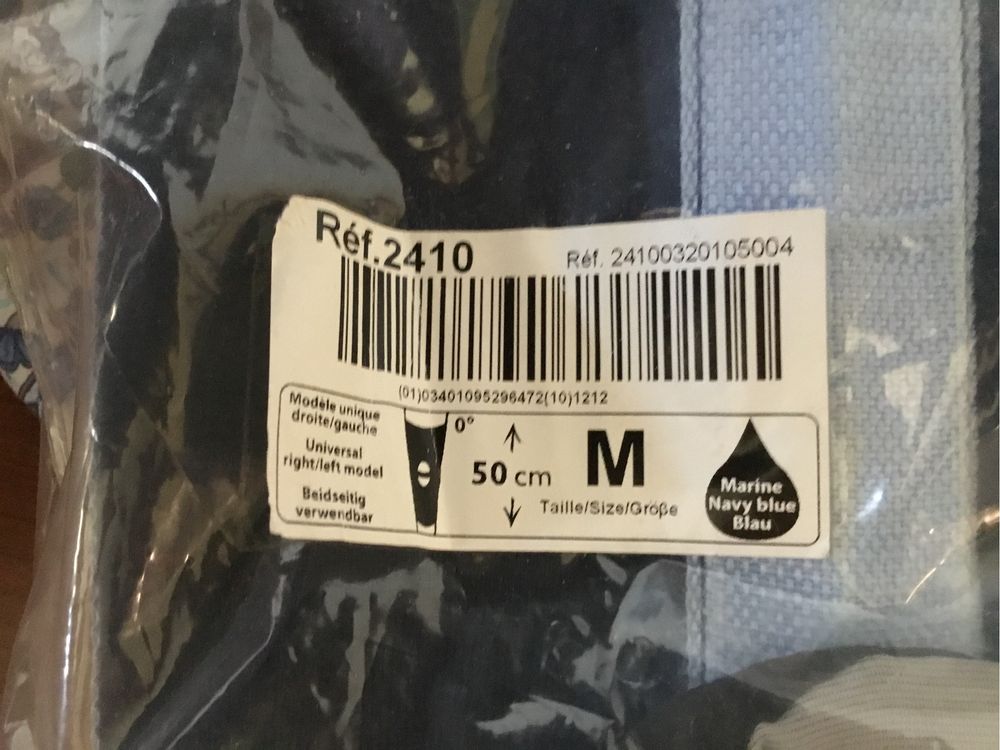 Réf.2410
Réf. 24100320105004
(01)03401095296472(10)1212
Modèle unique
droite/gauche
Universal
right/left model
Beidseitig
verwendbar
0°
50 cm
M
Taille/Size/Größe
Marine
Navy blue
Blau